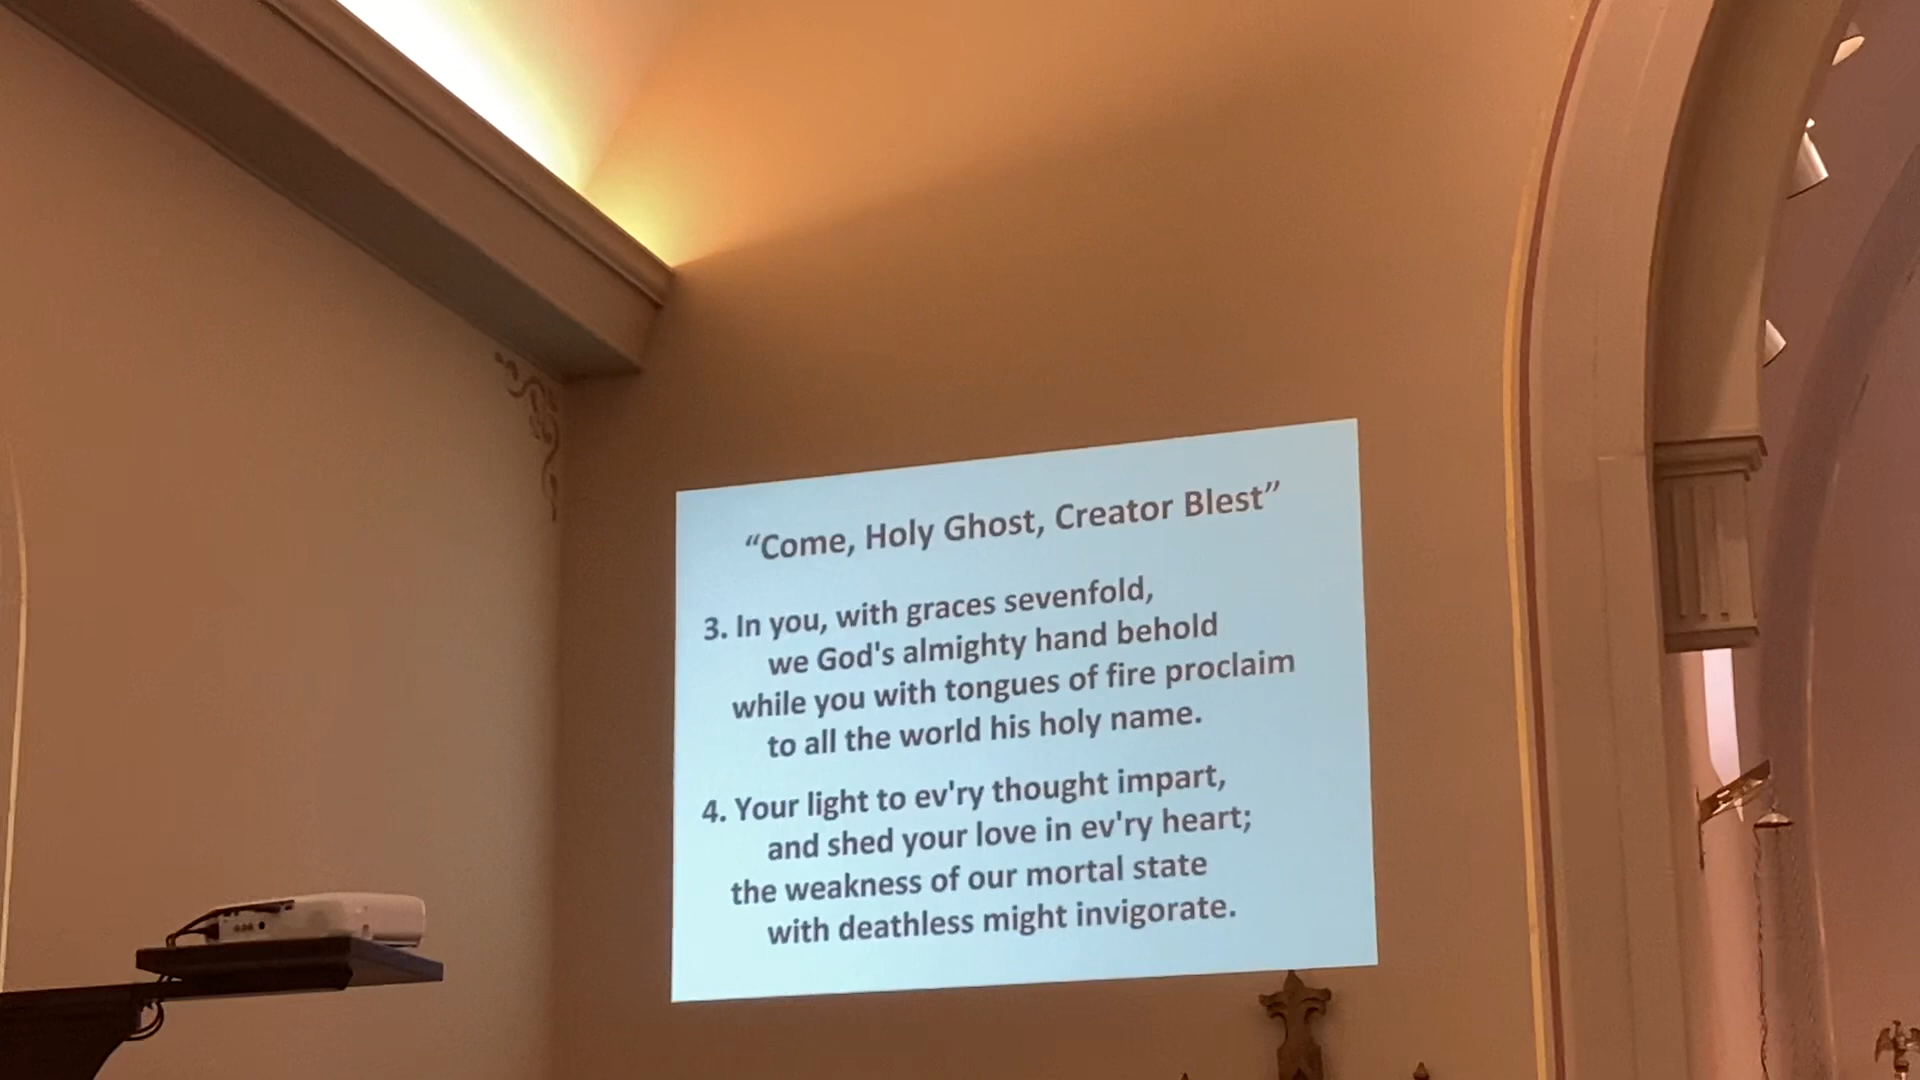 “Come, Holy Ghost, Creator Blest”
3. In you, with graces sevenfold,
we God's almighty hand behold
while you with tongues of fire proclaim
to all the world his holy name.
4. Your light to ev'ry thought impart,
and shed your love in ev'ry heart;
the weakness of our mortal state
with deathless might invigorate.